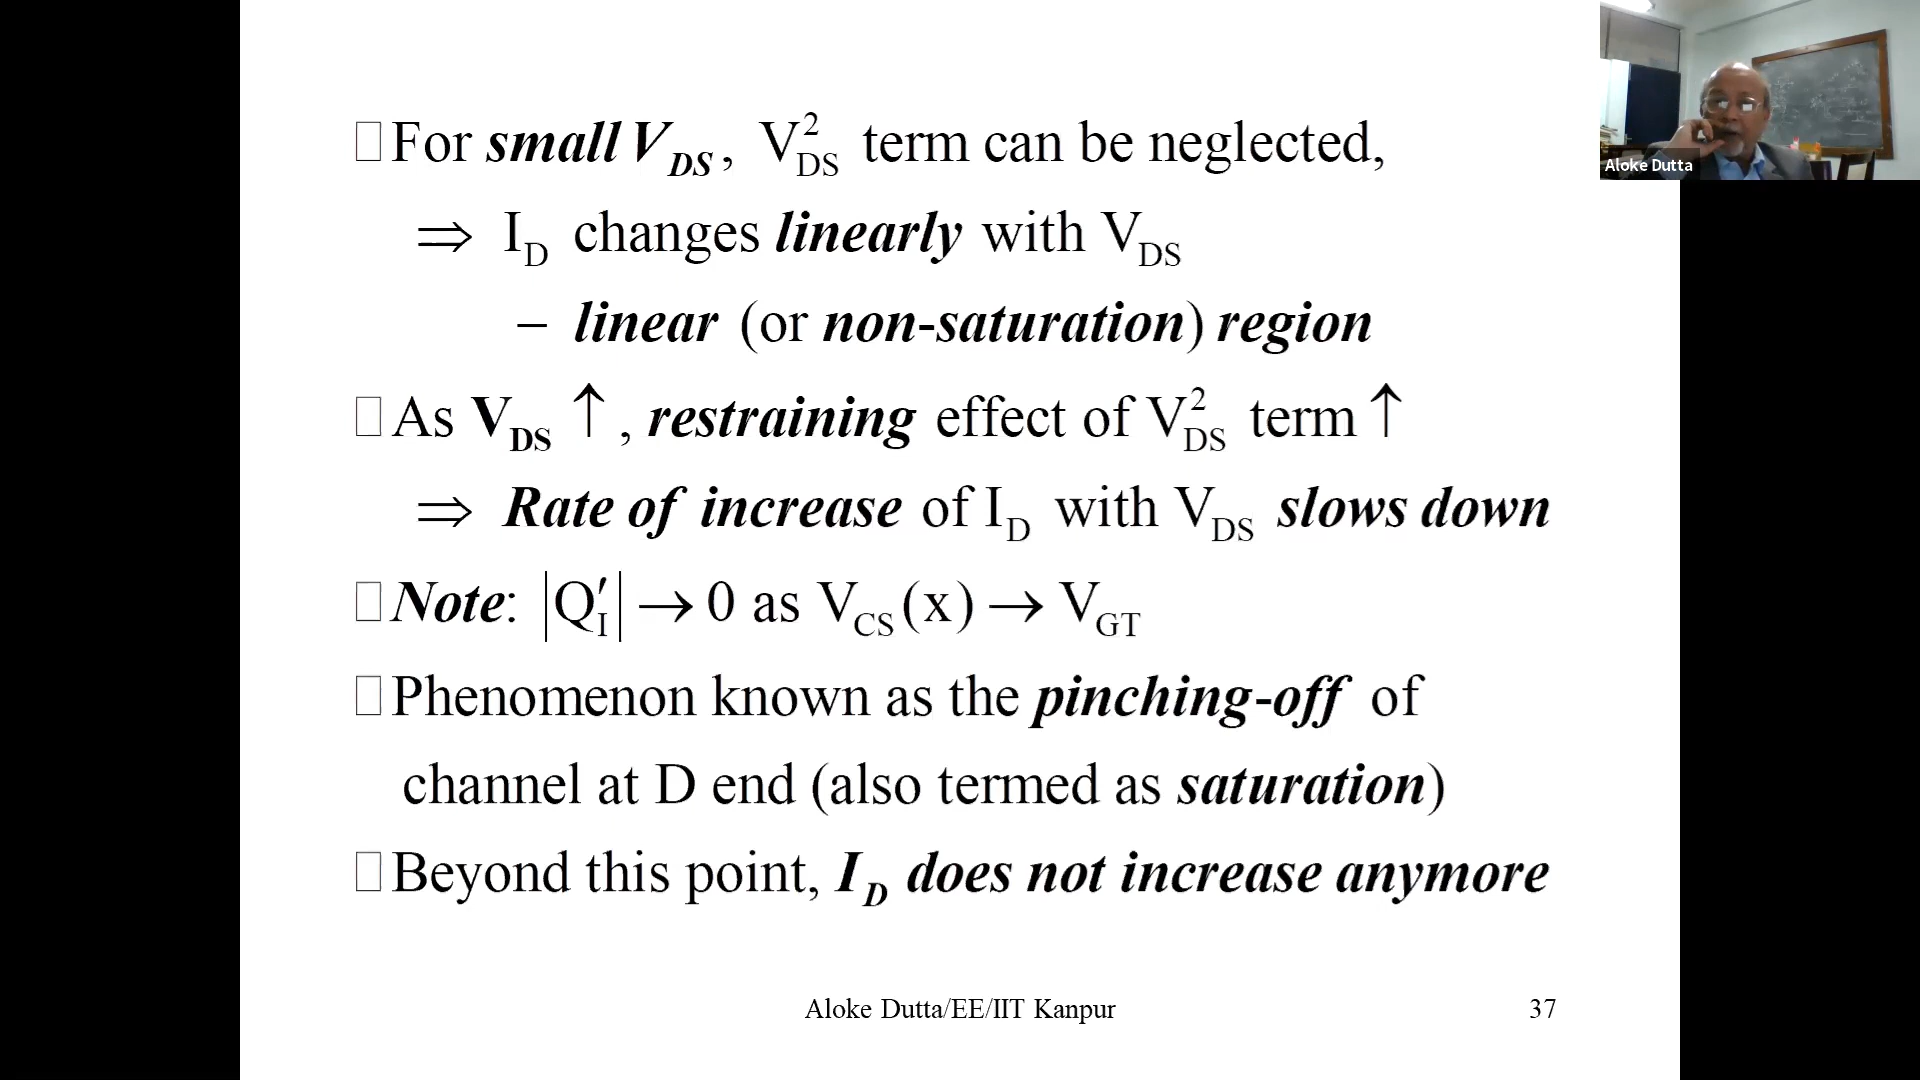 For small V_DS, V²_DS term can be neglected,
Aloke Dutta
⇒ I_D changes linearly with V_DS
– linear (or non-saturation) region
As V_DS ↑, restraining effect of V²_DS term ↑
⇒ Rate of increase of I_D with V_DS slows down
Note: |Q′_I| → 0 as V_CS(x) → V_GT
Phenomenon known as the pinching-off of
channel at D end (also termed as saturation)
Beyond this point, I_D does not increase anymore
Aloke Dutta/EE/IIT Kanpur
37